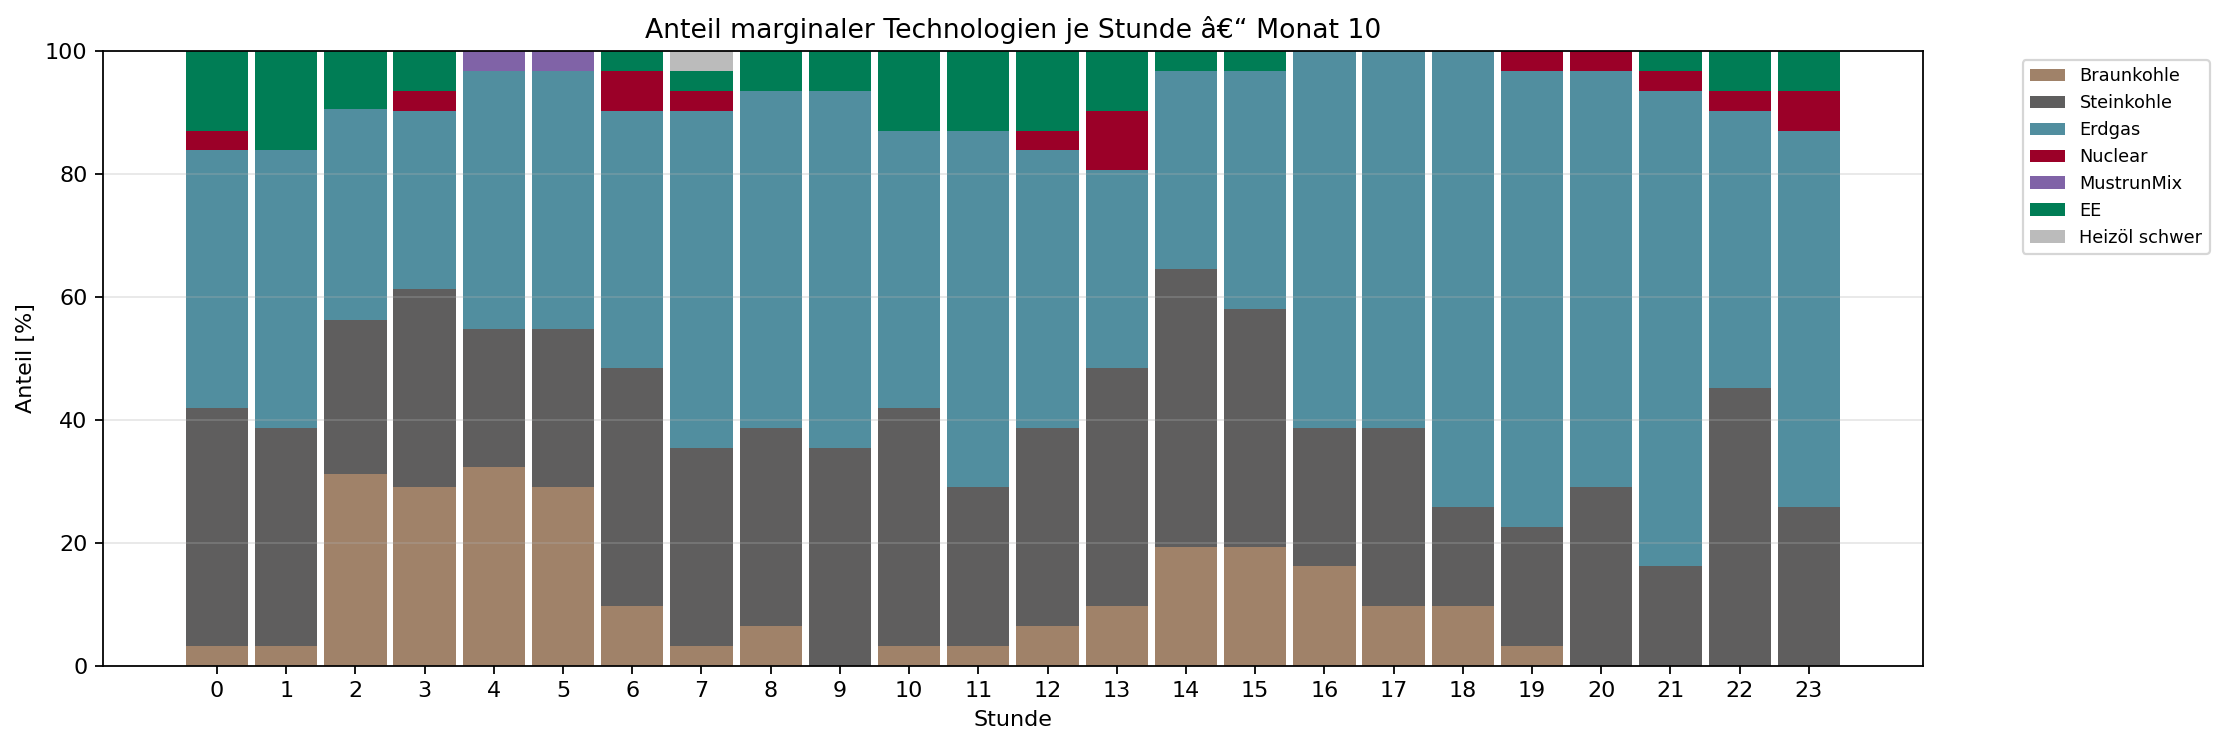 Anteil marginaler Technologien je Stunde â€“ Monat 10
Anteil [%]
100
80
60
40
20
0
0 1 2 3 4 5 6 7 8 9 10 11 12 13 14 15 16 17 18 19 20 21 22 23
Stunde
Braunkohle
Steinkohle
Erdgas
Nuclear
MustrunMix
EE
Heizöl schwer